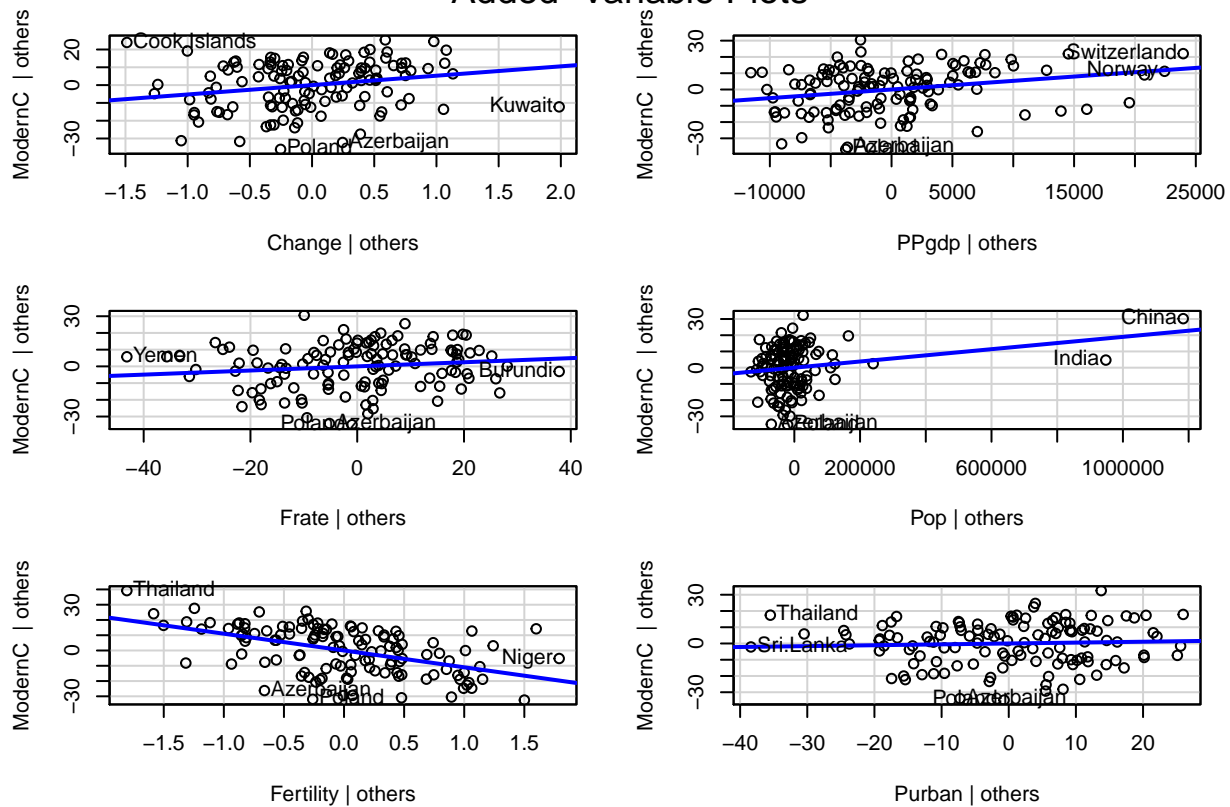 Added−Variable Plots
Cook Islands
Kuwait
Poland
Azerbaijan
ModernC | others
−30 0 20
−1.5 −1.0 −0.5 0.0 0.5 1.0 1.5 2.0
Change | others
Switzerland
Norway
Azerbaijan
Poland
ModernC | others
−30 0 30
−10000 0 5000 15000 25000
PPgdp | others
Yemen
Burundi
Poland
Azerbaijan
ModernC | others
−30 0 30
−40 −20 0 20 40
Frate | others
China
India
Azerbaijan
Poland
ModernC | others
−30 0 30
0 200000 600000 1000000
Pop | others
Thailand
Niger
Azerbaijan
Poland
ModernC | others
−30 0 30
−1.5 −1.0 −0.5 0.0 0.5 1.0 1.5
Fertility | others
Thailand
Sri Lanka
Poland
Azerbaijan
ModernC | others
−30 0 30
−40 −30 −20 −10 0 10 20
Purban | others